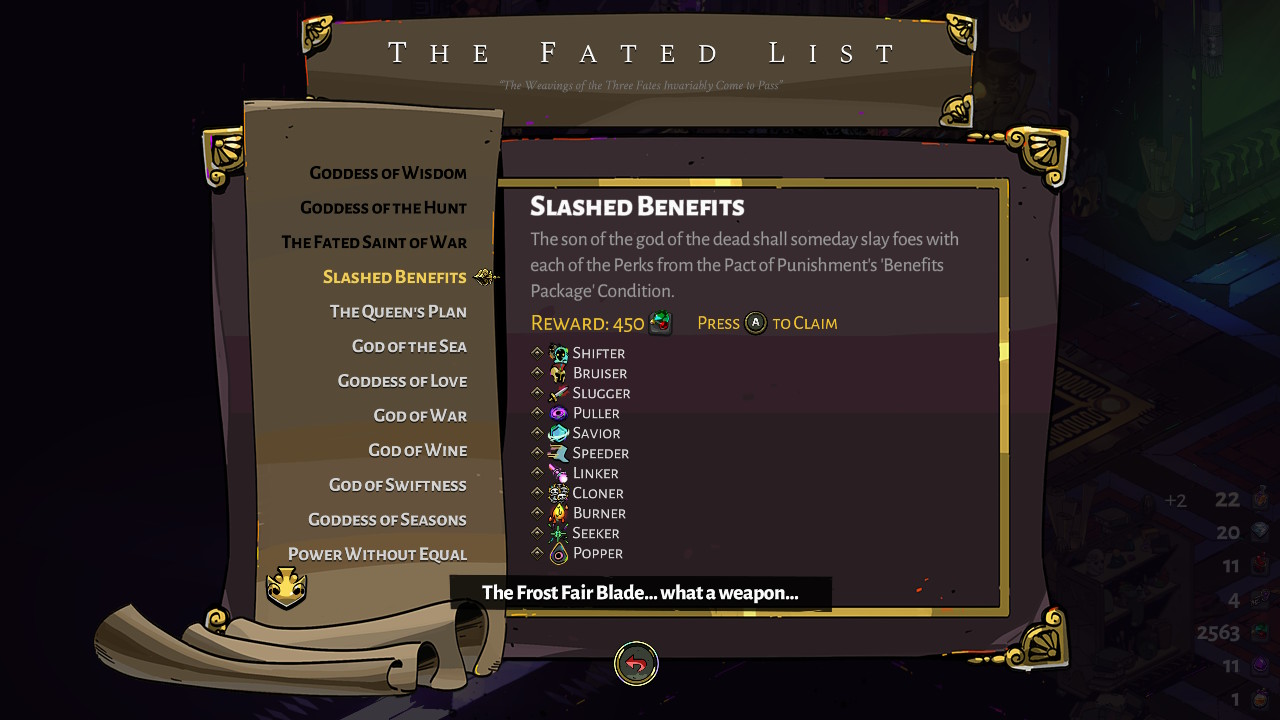 THE FATED LIST
"The Weavings of the Three Fates Invariably Come to Pass"
GODDESS OF WISDOM
GODDESS OF THE HUNT
THE FATED SAINT OF WAR
SLASHED BENEFITS
THE QUEEN'S PLAN
GOD OF THE SEA
GODDESS OF LOVE
GOD OF WAR
GOD OF WINE
GOD OF SWIFTNESS
GODDESS OF SEASONS
POWER WITHOUT EQUAL
SLASHED BENEFITS
The son of the god of the dead shall someday slay foes with
each of the Perks from the Pact of Punishment's 'Benefits
Package' Condition.
REWARD: 450 PRESS A TO CLAIM
SHIFTER
BRUISER
SLUGGER
PULLER
SAVIOR
SPEEDER
LINKER
CLONER
BURNER
SEEKER
POPPER
The Frost Fair Blade... what a weapon...
+2 22
20
11
4
2563
11
1